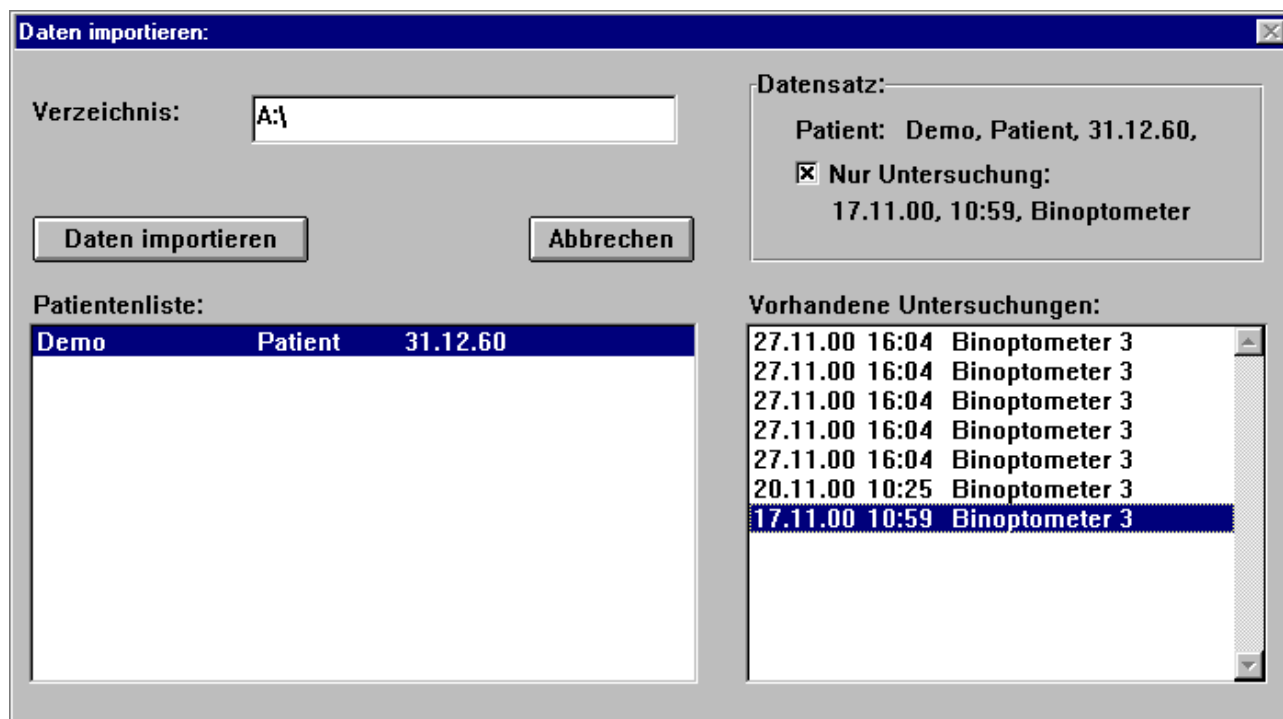 Daten importieren:
Verzeichnis:
A:\
Datensatz:
Patient: Demo, Patient, 31.12.60,
Nur Untersuchung:
17.11.00, 10:59, Binoptometer
Daten importieren
Abbrechen
Patientenliste:
Demo Patient 31.12.60
Vorhandene Untersuchungen:
27.11.00 16:04 Binoptometer 3
27.11.00 16:04 Binoptometer 3
27.11.00 16:04 Binoptometer 3
27.11.00 16:04 Binoptometer 3
27.11.00 16:04 Binoptometer 3
20.11.00 10:25 Binoptometer 3
17.11.00 10:59 Binoptometer 3